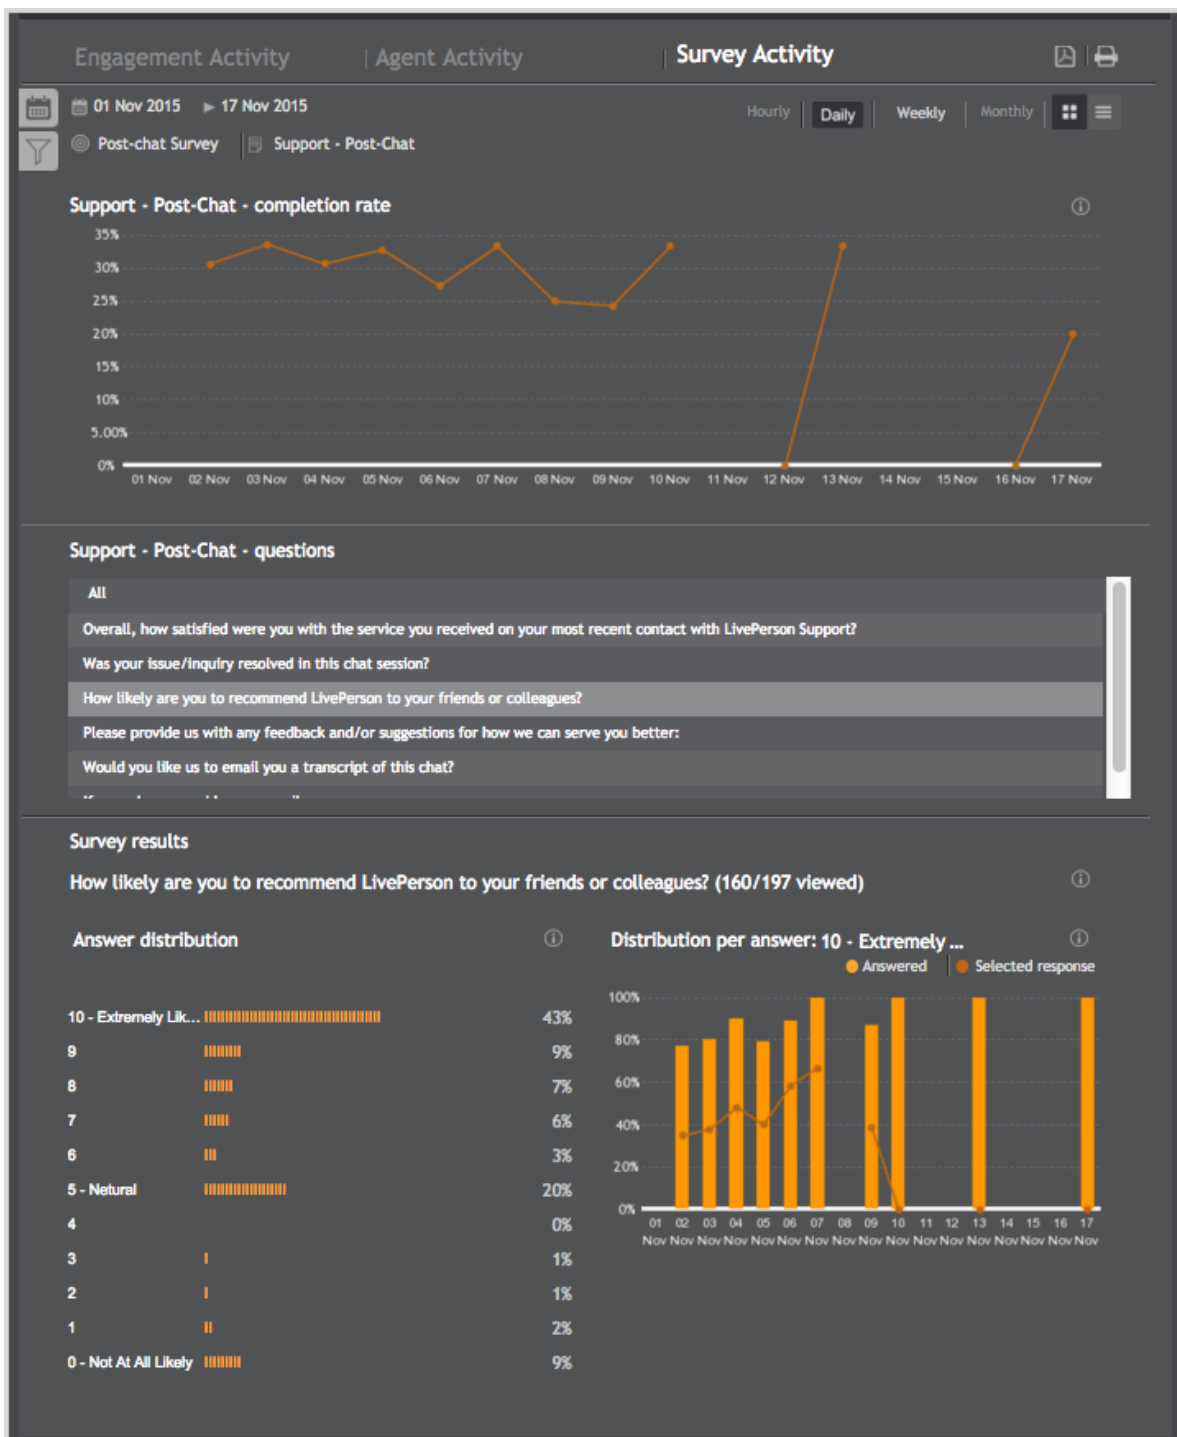 Engagement Activity Agent Activity Survey Activity
01 Nov 2015 17 Nov 2015 Hourly Daily Weekly Monthly
Post-chat Survey Support - Post-Chat
Support - Post-Chat - completion rate
35%
30%
25%
20%
15%
10%
5.00%
0%
01 Nov 02 Nov 03 Nov 04 Nov 05 Nov 06 Nov 07 Nov 08 Nov 09 Nov 10 Nov 11 Nov 12 Nov 13 Nov 14 Nov 15 Nov 16 Nov 17 Nov
Support - Post-Chat - questions
All
Overall, how satisfied were you with the service you received on your most recent contact with LivePerson Support?
Was your issue/inquiry resolved in this chat session?
How likely are you to recommend LivePerson to your friends or colleagues?
Please provide us with any feedback and/or suggestions for how we can serve you better:
Would you like us to email you a transcript of this chat?
Survey results
How likely are you to recommend LivePerson to your friends or colleagues? (160/197 viewed)
Answer distribution
10 - Extremely Lik... 43%
9 9%
8 7%
7 6%
6 3%
5 - Netural 20%
4 0%
3 1%
2 1%
1 2%
0 - Not At All Likely 9%
Distribution per answer: 10 - Extremely ...
Answered Selected response
100%
80%
60%
40%
20%
0%
01 02 03 04 05 06 07 08 09 10 11 12 13 14 15 16 17
Nov Nov Nov Nov Nov Nov Nov Nov Nov Nov Nov Nov Nov Nov Nov Nov Nov